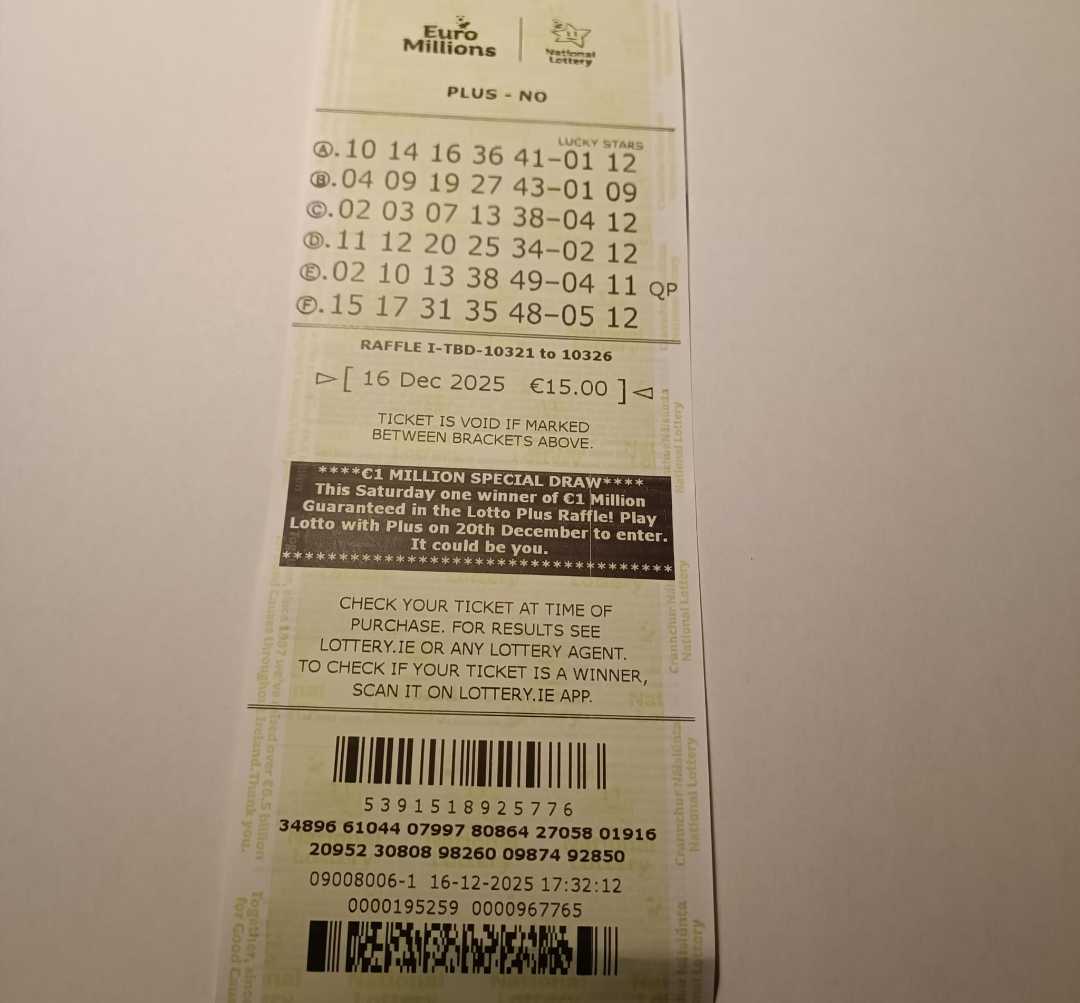 Euro
Millions
National
Lottery
PLUS - NO
LUCKY STARS
Ⓐ.10 14 16 36 41-01 12
Ⓑ.04 09 19 27 43-01 09
Ⓒ.02 03 07 13 38-04 12
Ⓓ.11 12 20 25 34-02 12
Ⓔ.02 10 13 38 49-04 11 QP
Ⓕ.15 17 31 35 48-05 12
RAFFLE I-TBD-10321 to 10326
[ 16 Dec 2025 €15.00 ]
TICKET IS VOID IF MARKED
BETWEEN BRACKETS ABOVE.
****€1 MILLION SPECIAL DRAW****
This Saturday one winner of €1 Million
Guaranteed in the Lotto Plus Raffle! Play
Lotto with Plus on 20th December to enter.
It could be you.
***********************************
CHECK YOUR TICKET AT TIME OF
PURCHASE. FOR RESULTS SEE
LOTTERY.IE OR ANY LOTTERY AGENT.
TO CHECK IF YOUR TICKET IS A WINNER,
SCAN IT ON LOTTERY.IE APP.
5391518925776
34896 61044 07997 80864 27058 01916
20952 30808 98260 09874 92850
09008006-1 16-12-2025 17:32:12
0000195259 0000967765
Crannchur Náisiúnta
National Lottery